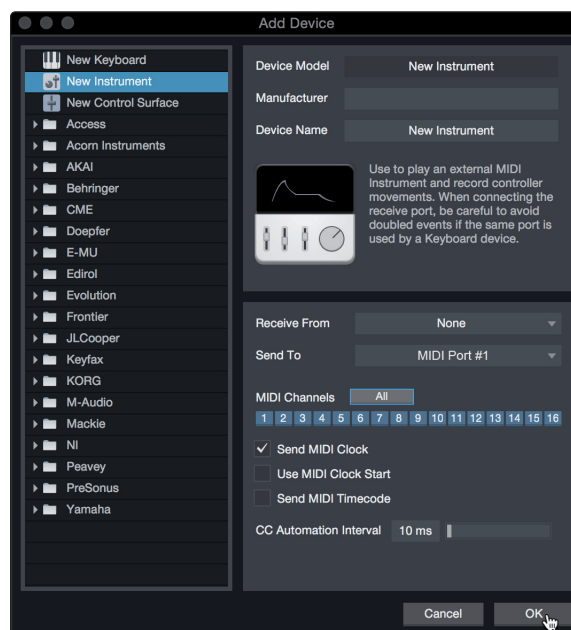 Add Device
New Keyboard
New Instrument
New Control Surface
Access
Acorn Instruments
AKAI
Behringer
CME
Doepfer
E-MU
Edirol
Evolution
Frontier
JLCooper
Keyfax
KORG
M-Audio
Mackie
NI
Peavey
PreSonus
Yamaha
Device Model New Instrument
Manufacturer
Device Name New Instrument
Use to play an external MIDI
Instrument and record controller
movements. When connecting the
receive port, be careful to avoid
doubled events if the same port is
used by a Keyboard device.
Receive From None
Send To MIDI Port #1
MIDI Channels All
1 2 3 4 5 6 7 8 9 10 11 12 13 14 15 16
Send MIDI Clock
Use MIDI Clock Start
Send MIDI Timecode
CC Automation Interval 10 ms
Cancel OK